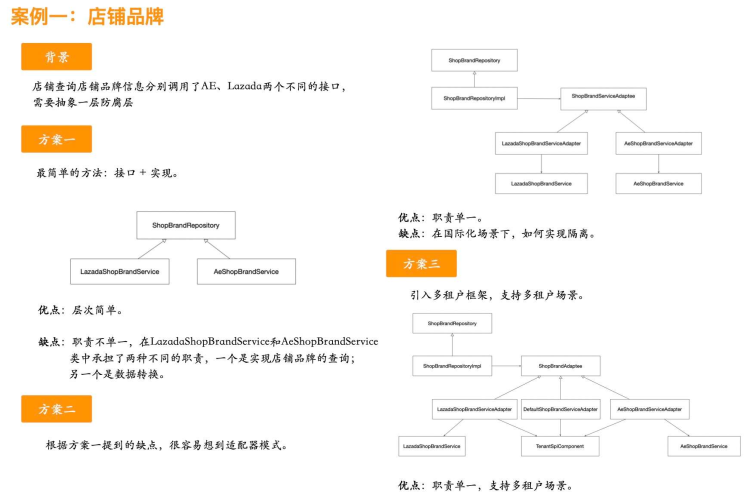 案例一：店铺品牌
背景
店铺查询店铺品牌信息分别调用了AE、Lazada两个不同的接口，
需要抽象一层防腐层
方案一
最简单的方法：接口 + 实现。
ShopBrandRepository
LazadaShopBrandService
AeShopBrandService
优点：层次简单。
缺点：职责不单一，在LazadaShopBrandService和AeShopBrandService
类中承担了两种不同的职责，一个是实现店铺品牌的查询；
另一个是数据转换。
方案二
根据方案一提到的缺点，很容易想到适配器模式。
ShopBrandRepository
ShopBrandRepositoryImpl
ShopBrandServiceAdaptee
LazadaShopBrandServiceAdapter
AeShopBrandServiceAdapter
LazadaShopBrandService
AeShopBrandService
优点：职责单一。
缺点：在国际化场景下，如何实现隔离。
方案三
引入多租户框架，支持多租户场景。
ShopBrandRepository
ShopBrandRepositoryImpl
ShopBrandAdaptee
LazadaShopBrandServiceAdapter
DefaultShopBrandServiceAdapter
AeShopBrandServiceAdapter
LazadaShopBrandService
TenantSpiComponent
AeShopBrandService
优点：职责单一，支持多租户场景。